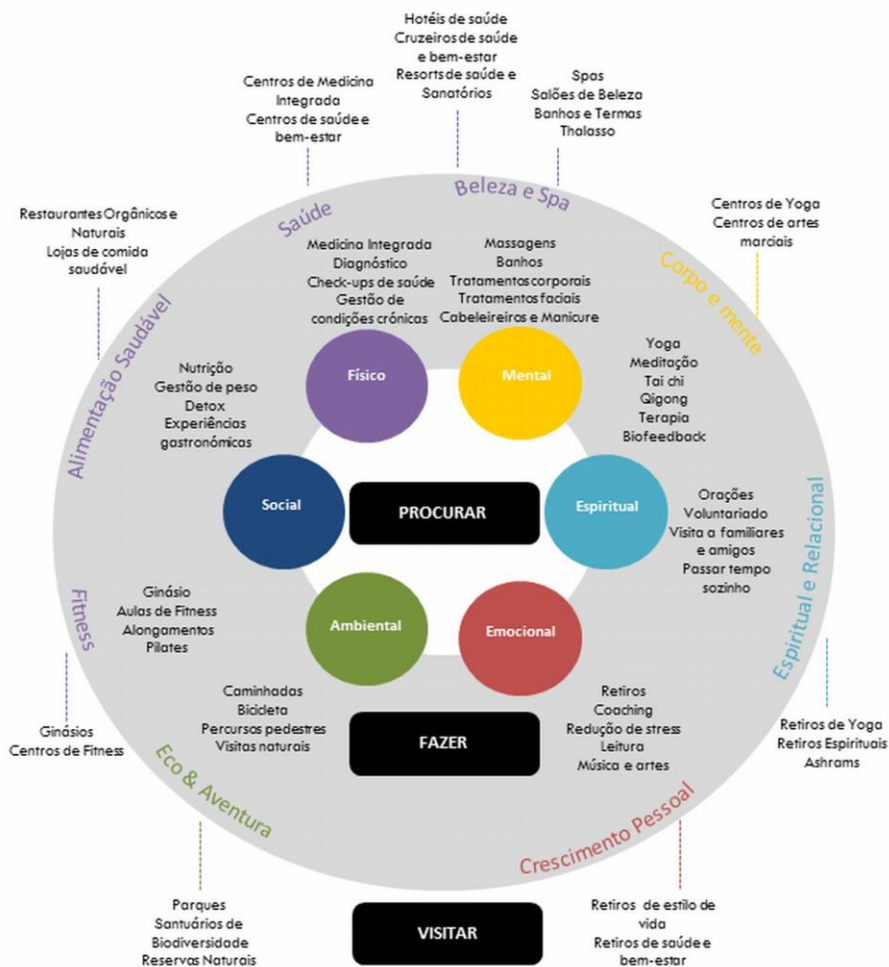 Hotéis de saúde
Cruzeiros de saúde
e bem-estar
Resorts de saúde e
Sanatórios
Spas
Salões de Beleza
Banhos e Termas
Thalasso
Centros de Medicina
Integrada
Centros de saúde e
bem-estar
Restaurantes Orgânicos e
Naturais
Lojas de comida
saudável
Centros de Yoga
Centros de artes
marciais
Saúde
Beleza e Spa
Corpo e mente
Alimentação Saudável
Medicina Integrada
Diagnóstico
Check-ups de saúde
Gestão de
condições crónicas
Massagens
Banhos
Tratamentos corporais
Tratamentos faciais
Cabeleireiros e Manicure
Nutrição
Gestão de peso
Detox
Experiências
gastronómicas
Físico
Mental
Yoga
Meditação
Tai chi
Qigong
Terapia
Biofeedback
Social
PROCURAR
Espiritual
Orações
Voluntariado
Visita a familiares
e amigos
Passar tempo
sozinho
Espiritual e Relacional
Fitness
Ginásio
Aulas de Fitness
Alongamentos
Pilates
Ambiental
Emocional
Caminhadas
Bicicleta
Percursos pedestres
Visitas naturais
FAZER
Retiros
Coaching
Redução de stress
Leitura
Música e artes
Ginásios
Centros de Fitness
Retiros de Yoga
Retiros Espirituais
Ashrams
Eco & Aventura
Crescimento Pessoal
Parques
Santuários de
Biodiversidade
Reservas Naturais
VISITAR
Retiros de estilo de
vida
Retiros de saúde e
bem-estar